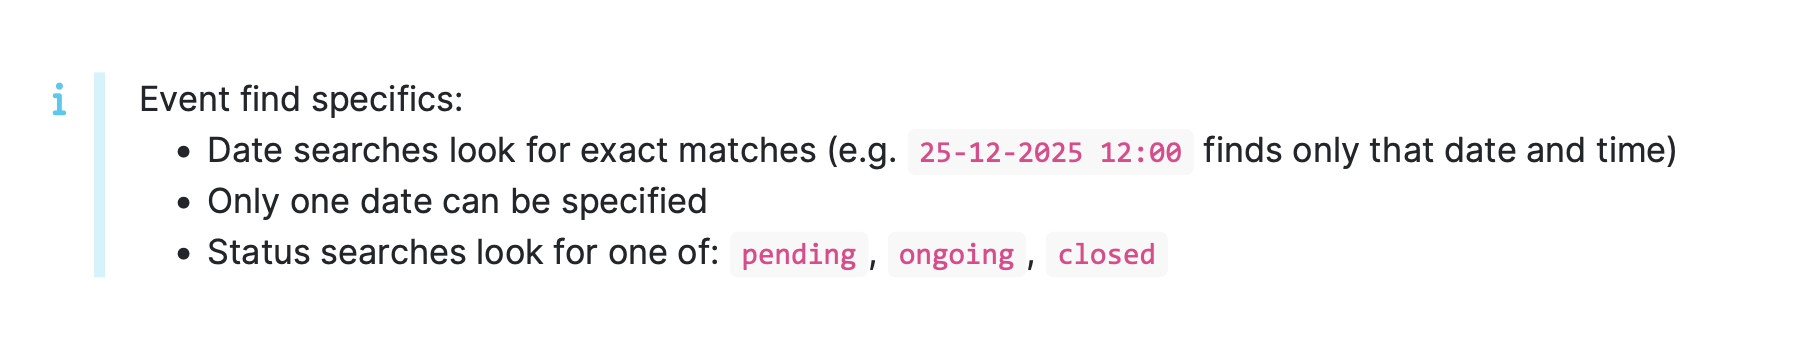 i Event find specifics:
• Date searches look for exact matches (e.g. 25-12-2025 12:00 finds only that date and time)
• Only one date can be specified
• Status searches look for one of: pending, ongoing, closed